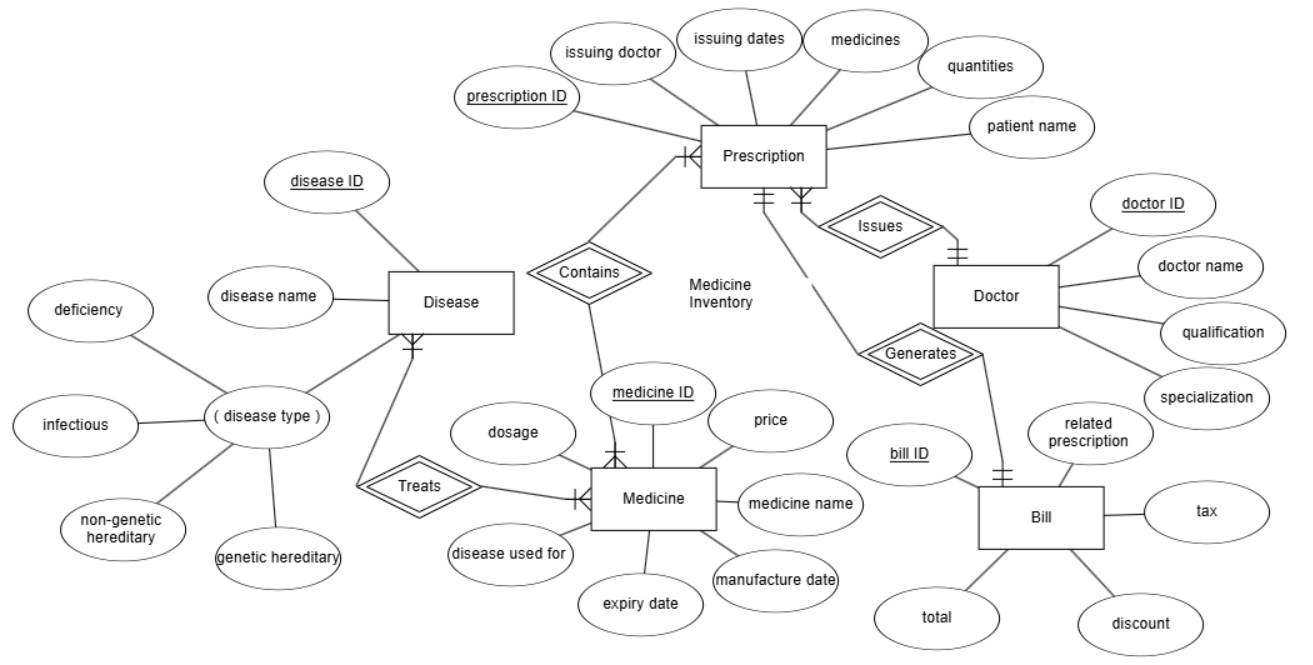 issuing dates
medicines
issuing doctor
quantities
prescription ID
patient name
Prescription
disease ID
doctor ID
Issues
doctor name
Contains
Medicine
Inventory
Doctor
disease name
Disease
deficiency
qualification
Generates
medicine ID
specialization
( disease type )
price
related
prescription
infectious
dosage
bill ID
Treats
Medicine
medicine name
tax
Bill
non-genetic
hereditary
genetic hereditary
disease used for
manufacture date
expiry date
total
discount